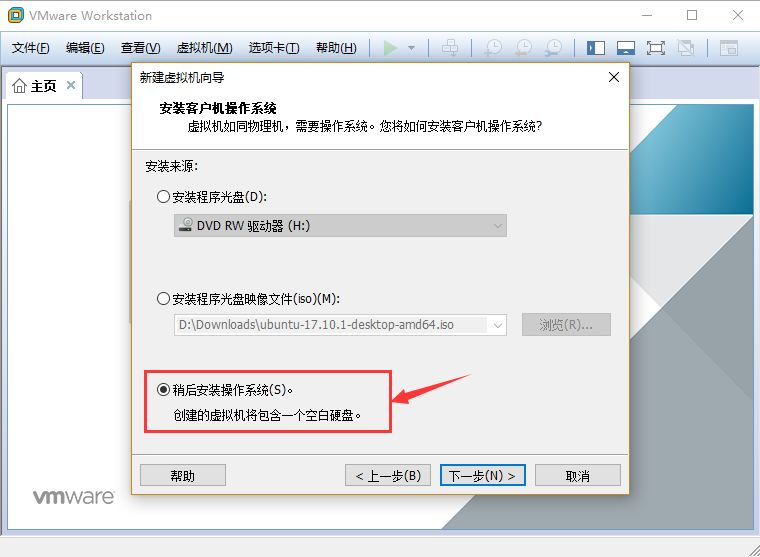 VMware Workstation
文件(F) 编辑(E) 查看(V) 虚拟机(M) 选项卡(T) 帮助(H)
主页
新建虚拟机向导
安装客户机操作系统
虚拟机如同物理机，需要操作系统。您将如何安装客户机操作系统?
安装来源:
安装程序光盘(D):
DVD RW 驱动器 (H:)
安装程序光盘映像文件(iso)(M):
D:\Downloads\ubuntu-17.10.1-desktop-amd64.iso 浏览(R)...
稍后安装操作系统(S)。
创建的虚拟机将包含一个空白硬盘。
帮助 < 上一步(B) 下一步(N) > 取消
vmware